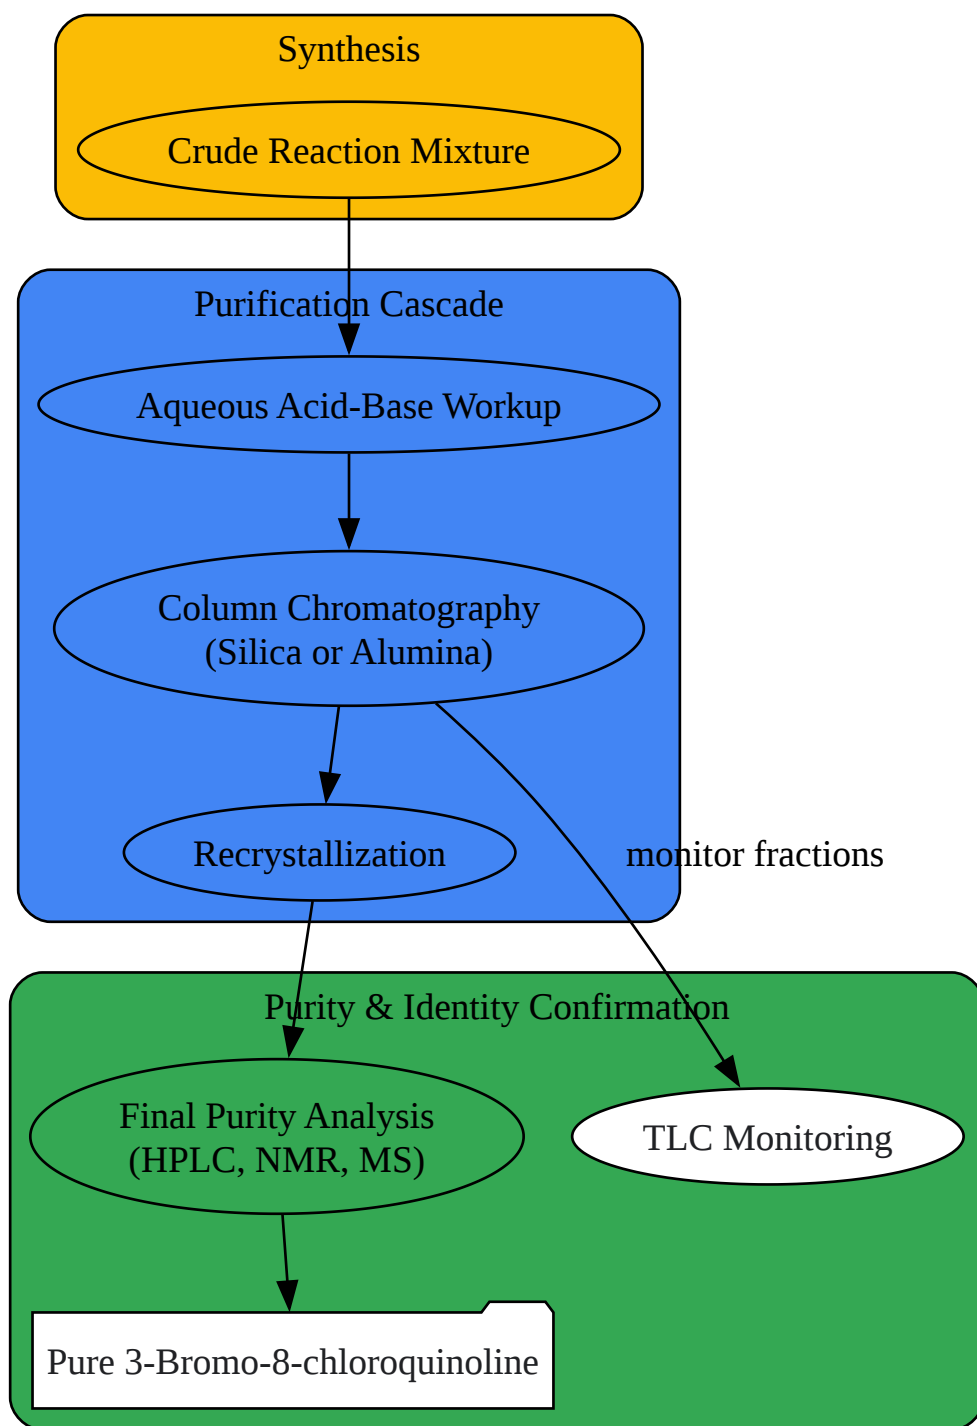 Synthesis
Crude Reaction Mixture
Purification Cascade
Aqueous Acid-Base Workup
Column Chromatography
(Silica or Alumina)
Recrystallization
monitor fractions
Purity & Identity Confirmation
Final Purity Analysis
(HPLC, NMR, MS)
TLC Monitoring
Pure 3-Bromo-8-chloroquinoline